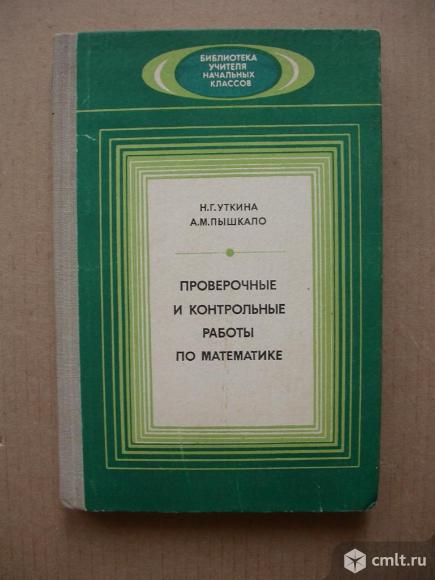 БИБЛИОТЕКА
УЧИТЕЛЯ
НАЧАЛЬНЫХ
КЛАССОВ
Н.Г.УТКИНА
А.М.ПЫШКАЛО
ПРОВЕРОЧНЫЕ
И КОНТРОЛЬНЫЕ
РАБОТЫ
ПО МАТЕМАТИКЕ
cmlt.ru